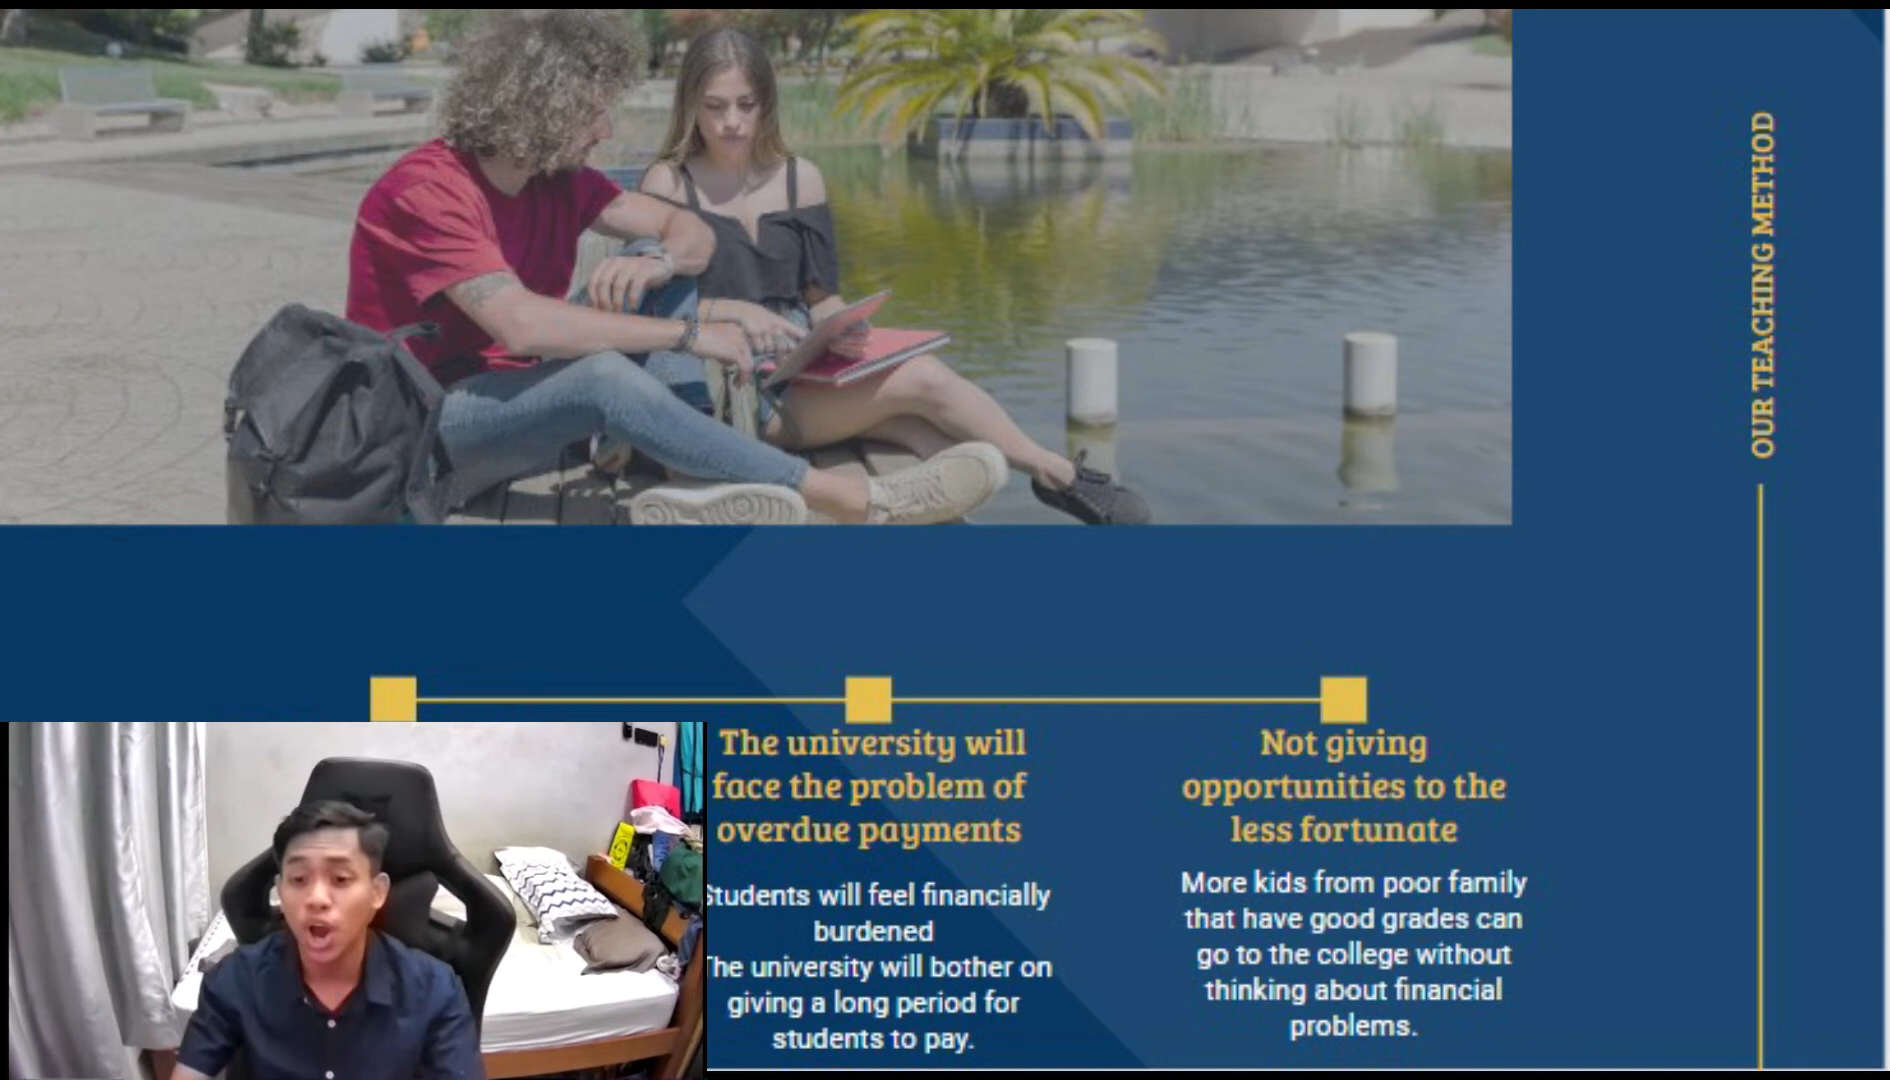 OUR TEACHING METHOD
The university will
face the problem of
overdue payments
Students will feel financially
burdened
The university will bother on
giving a long period for
students to pay.
Not giving
opportunities to the
less fortunate
More kids from poor family
that have good grades can
go to the college without
thinking about financial
problems.